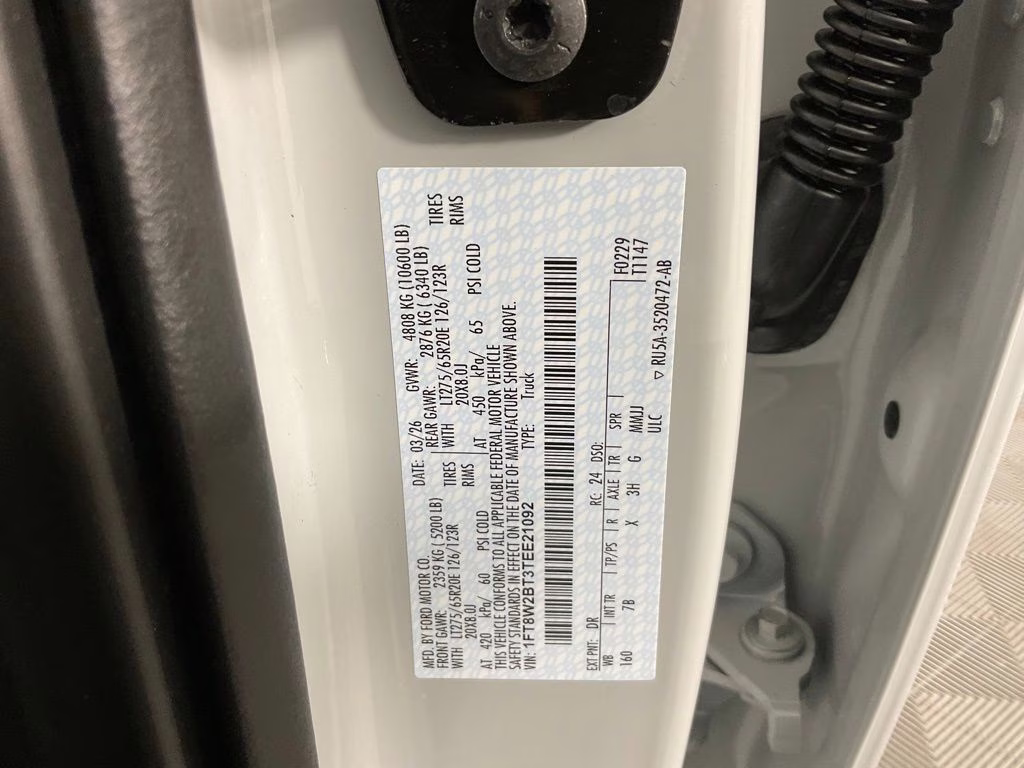 MFD. BY FORD MOTOR CO.
DATE: 03/26 GVWR: 4808 KG (10600 LB)
FRONT GAWR: 2359 KG ( 5200 LB)
REAR GAWR: 2876 KG ( 6340 LB)
WITH LT275/65R20E 126/123R TIRES
WITH LT275/65R20E 126/123R TIRES
20X8.0J RIMS
20X8.0J RIMS
AT 420 kPa/ 60 PSI COLD
AT 450 kPa/ 65 PSI COLD
THIS VEHICLE CONFORMS TO ALL APPLICABLE FEDERAL MOTOR VEHICLE
SAFETY STANDARDS IN EFFECT ON THE DATE OF MANUFACTURE SHOWN ABOVE.
VIN: 1FT8W2BT3TEE21092 TYPE: Truck
EXT PNT: DR RC: 24 DSO:
WB INT TR TP/PS R AXLE TR SPR
160 7B X 3H G MMJJ
ULC
F0229
T1147
▽ RU5A-3520472-AB